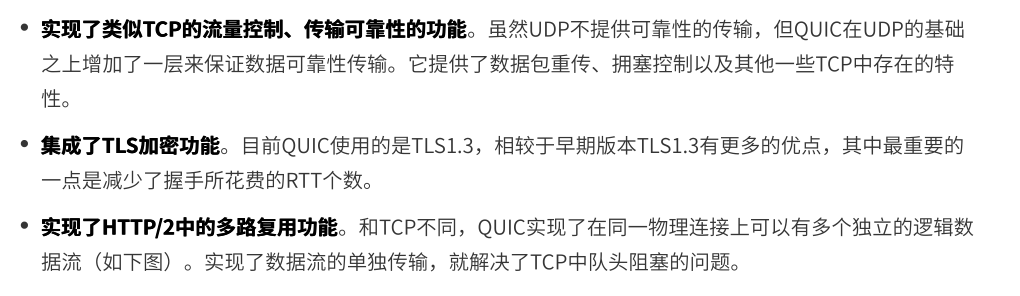 • 实现了类似TCP的流量控制、传输可靠性的功能。虽然UDP不提供可靠性的传输，但QUIC在UDP的基础
之上增加了一层来保证数据可靠性传输。它提供了数据包重传、拥塞控制以及其他一些TCP中存在的特
性。
• 集成了TLS加密功能。目前QUIC使用的是TLS1.3，相较于早期版本TLS1.3有更多的优点，其中最重要的
一点是减少了握手所花费的RTT个数。
• 实现了HTTP/2中的多路复用功能。和TCP不同，QUIC实现了在同一物理连接上可以有多个独立的逻辑数
据流（如下图）。实现了数据流的单独传输，就解决了TCP中队头阻塞的问题。